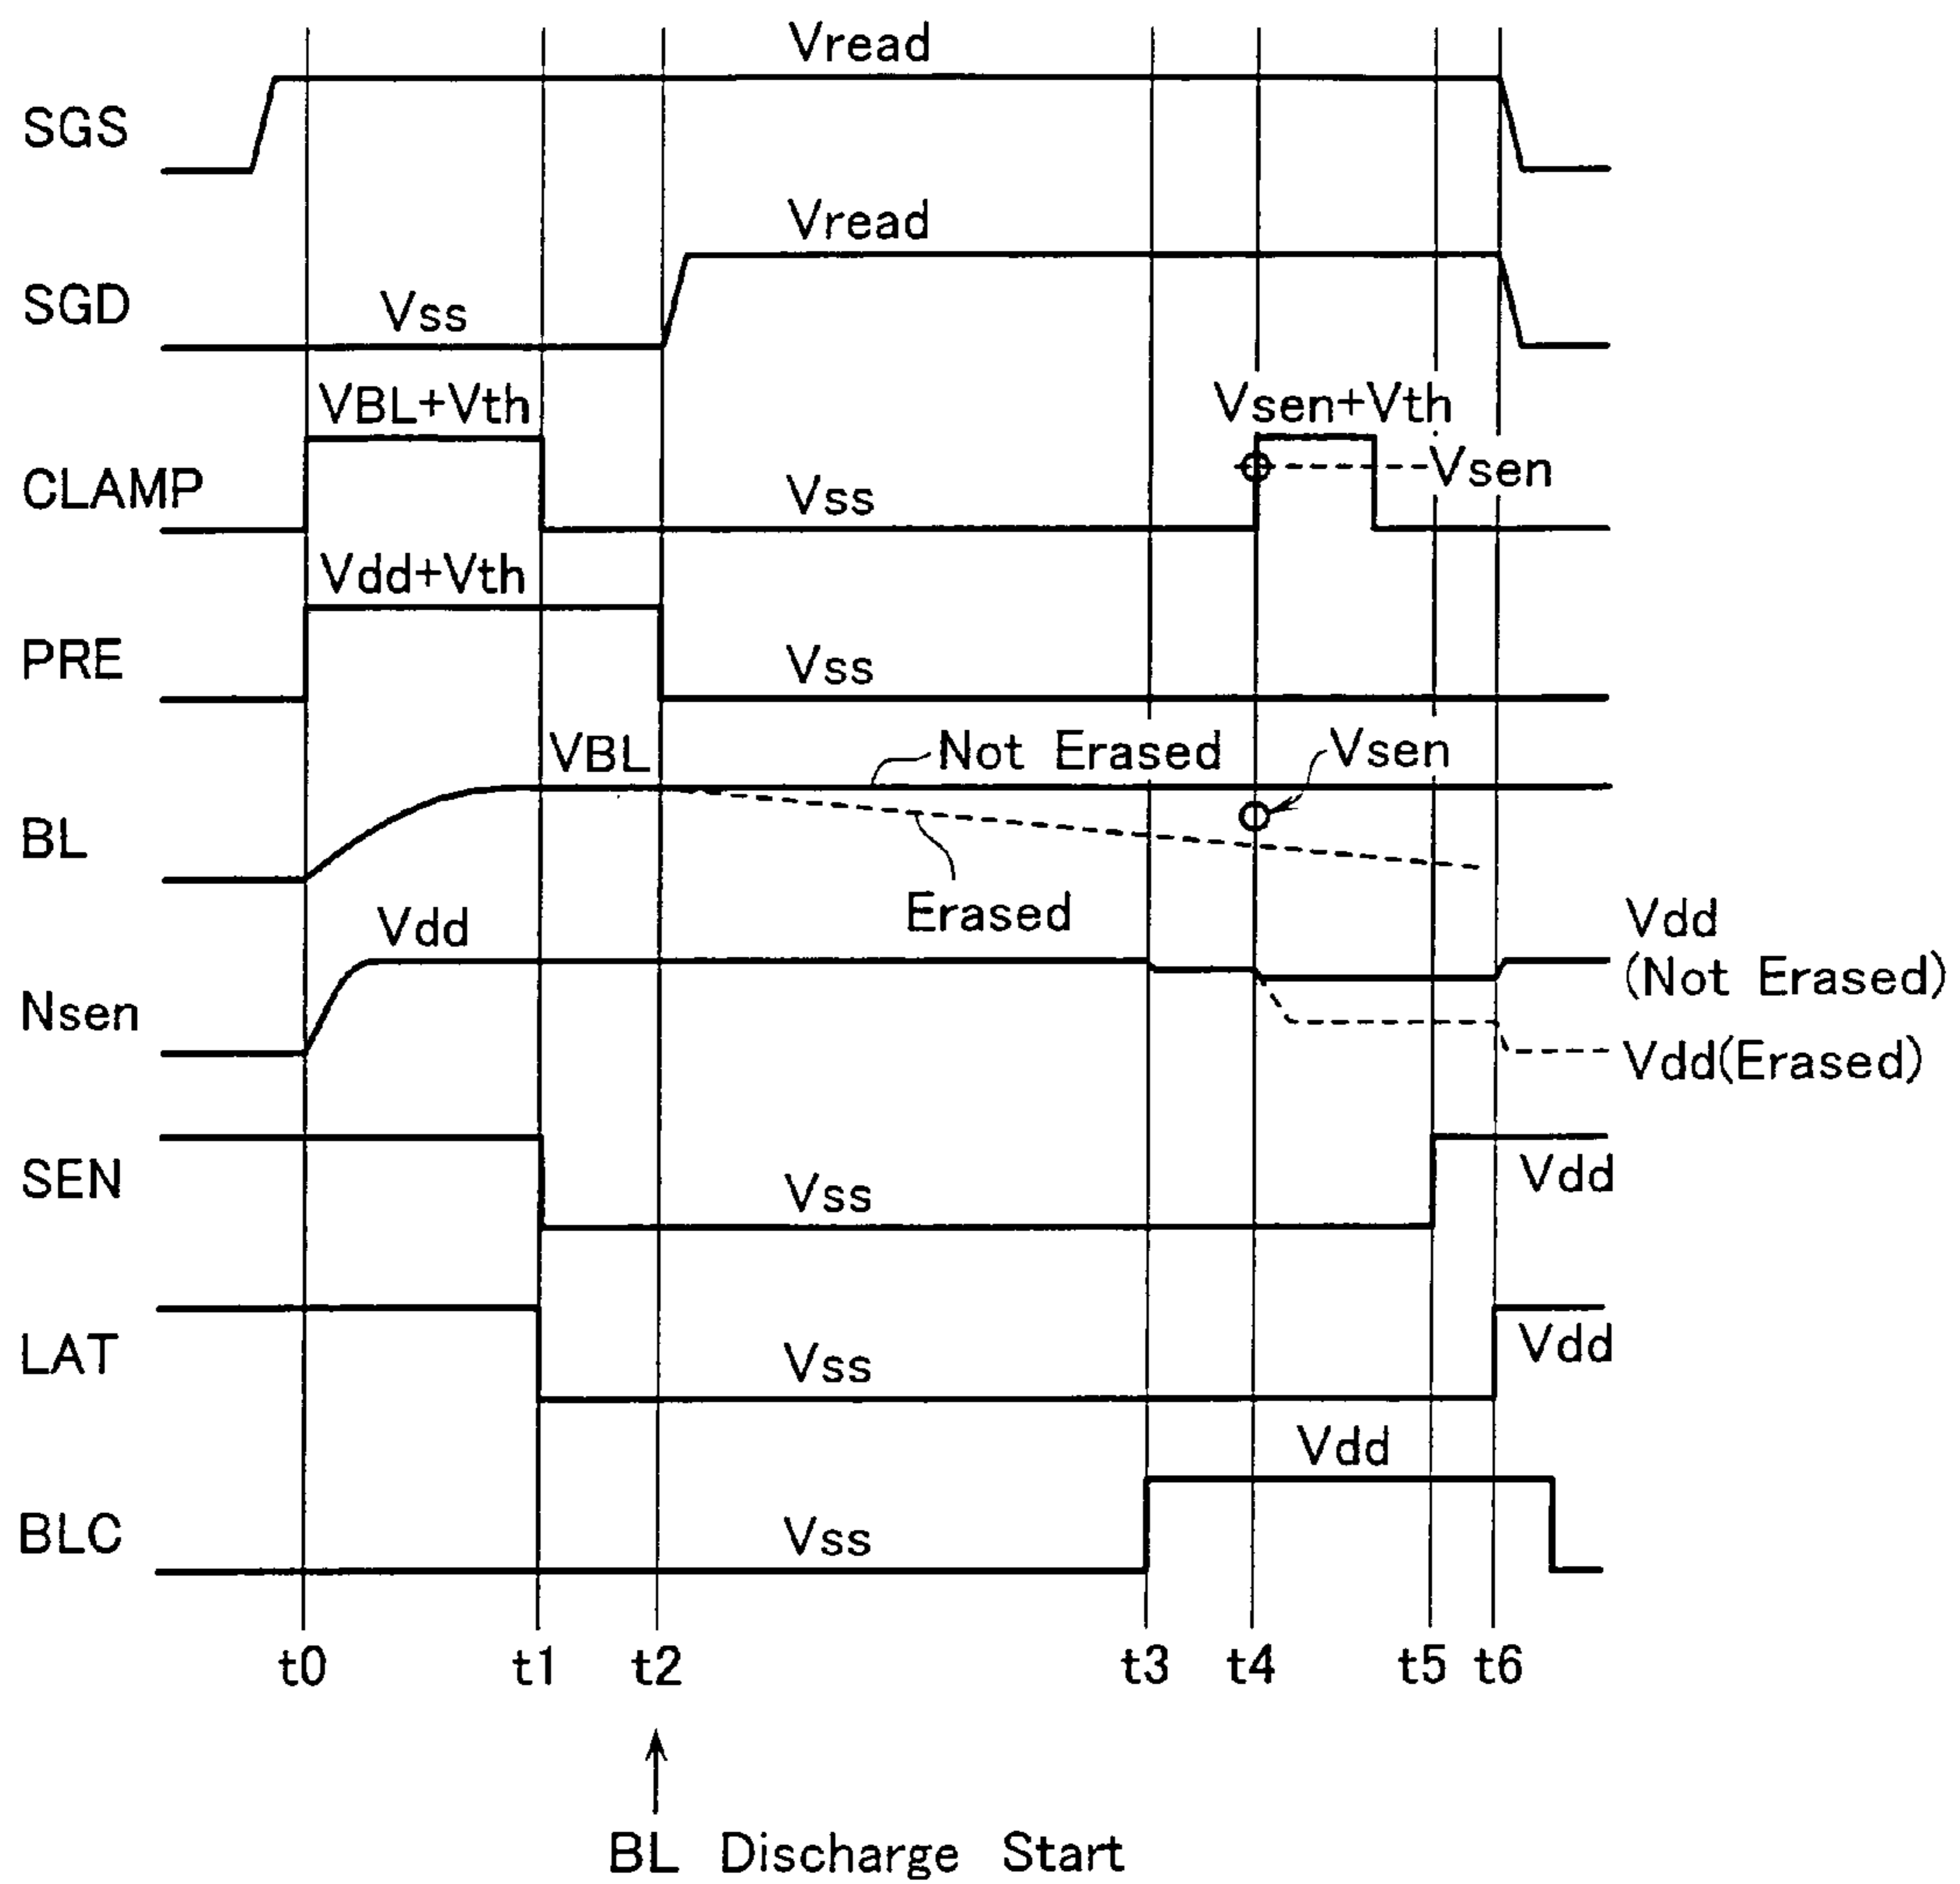 Vread
SGS
Vread
SGD
Vss
VBL+Vth
Vsen+Vth
CLAMP
Vss
Vsen
Vdd+Vth
PRE
Vss
VBL
Not Erased
Vsen
BL
Erased
Vdd
Vdd
(Not Erased)
Nsen
Vdd(Erased)
SEN
Vss
Vdd
LAT
Vss
Vdd
Vdd
BLC
Vss
t0 t1 t2 t3 t4 t5 t6
BL Discharge Start